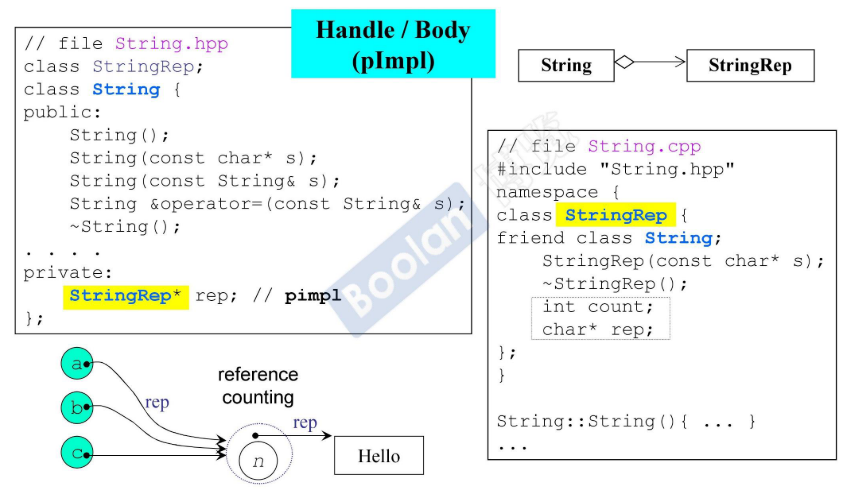 Handle / Body
(pImpl)
// file String.hpp
class StringRep;
class String {
public:
String();
String(const char* s);
String(const String& s);
String &operator=(const String& s);
~String();
. . . .
private:
StringRep* rep; // pimpl
};
String
StringRep
// file String.cpp
#include "String.hpp"
namespace {
class StringRep {
friend class String;
StringRep(const char* s);
~StringRep();
int count;
char* rep;
};
}
String::String(){ ... }
...
a
b
c
rep
reference
counting
rep
n
Hello
Boolan 博览